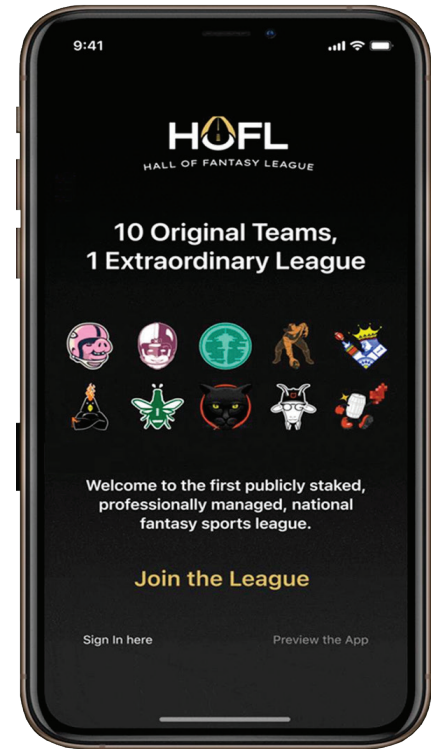 9:41
HOFL
HALL OF FANTASY LEAGUE
10 Original Teams,
1 Extraordinary League
Welcome to the first publicly staked,
professionally managed, national
fantasy sports league.
Join the League
Sign In here
Preview the App